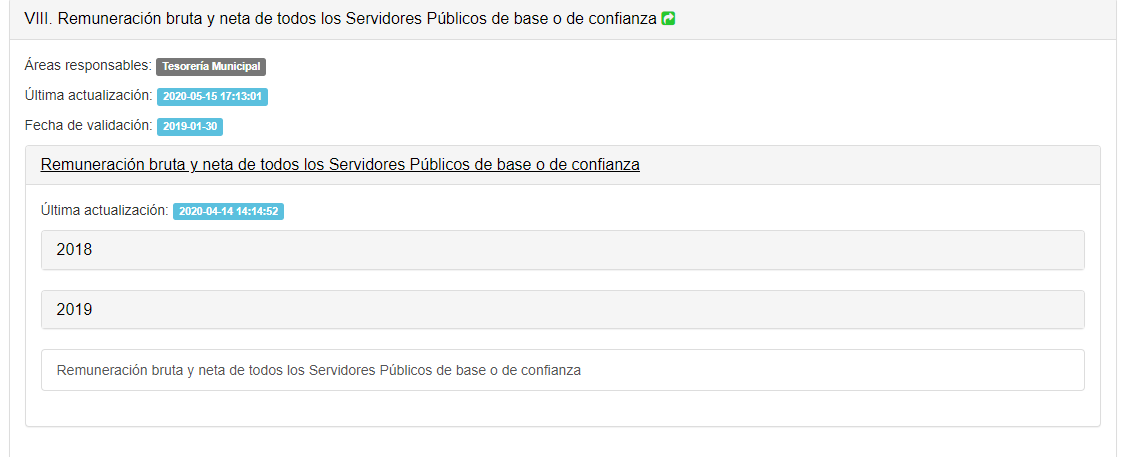 VIII. Remuneración bruta y neta de todos los Servidores Públicos de base o de confianza
Áreas responsables: Tesorería Municipal
Última actualización: 2020-05-15 17:13:01
Fecha de validación: 2019-01-30
Remuneración bruta y neta de todos los Servidores Públicos de base o de confianza
Última actualización: 2020-04-14 14:14:52
2018
2019
Remuneración bruta y neta de todos los Servidores Públicos de base o de confianza